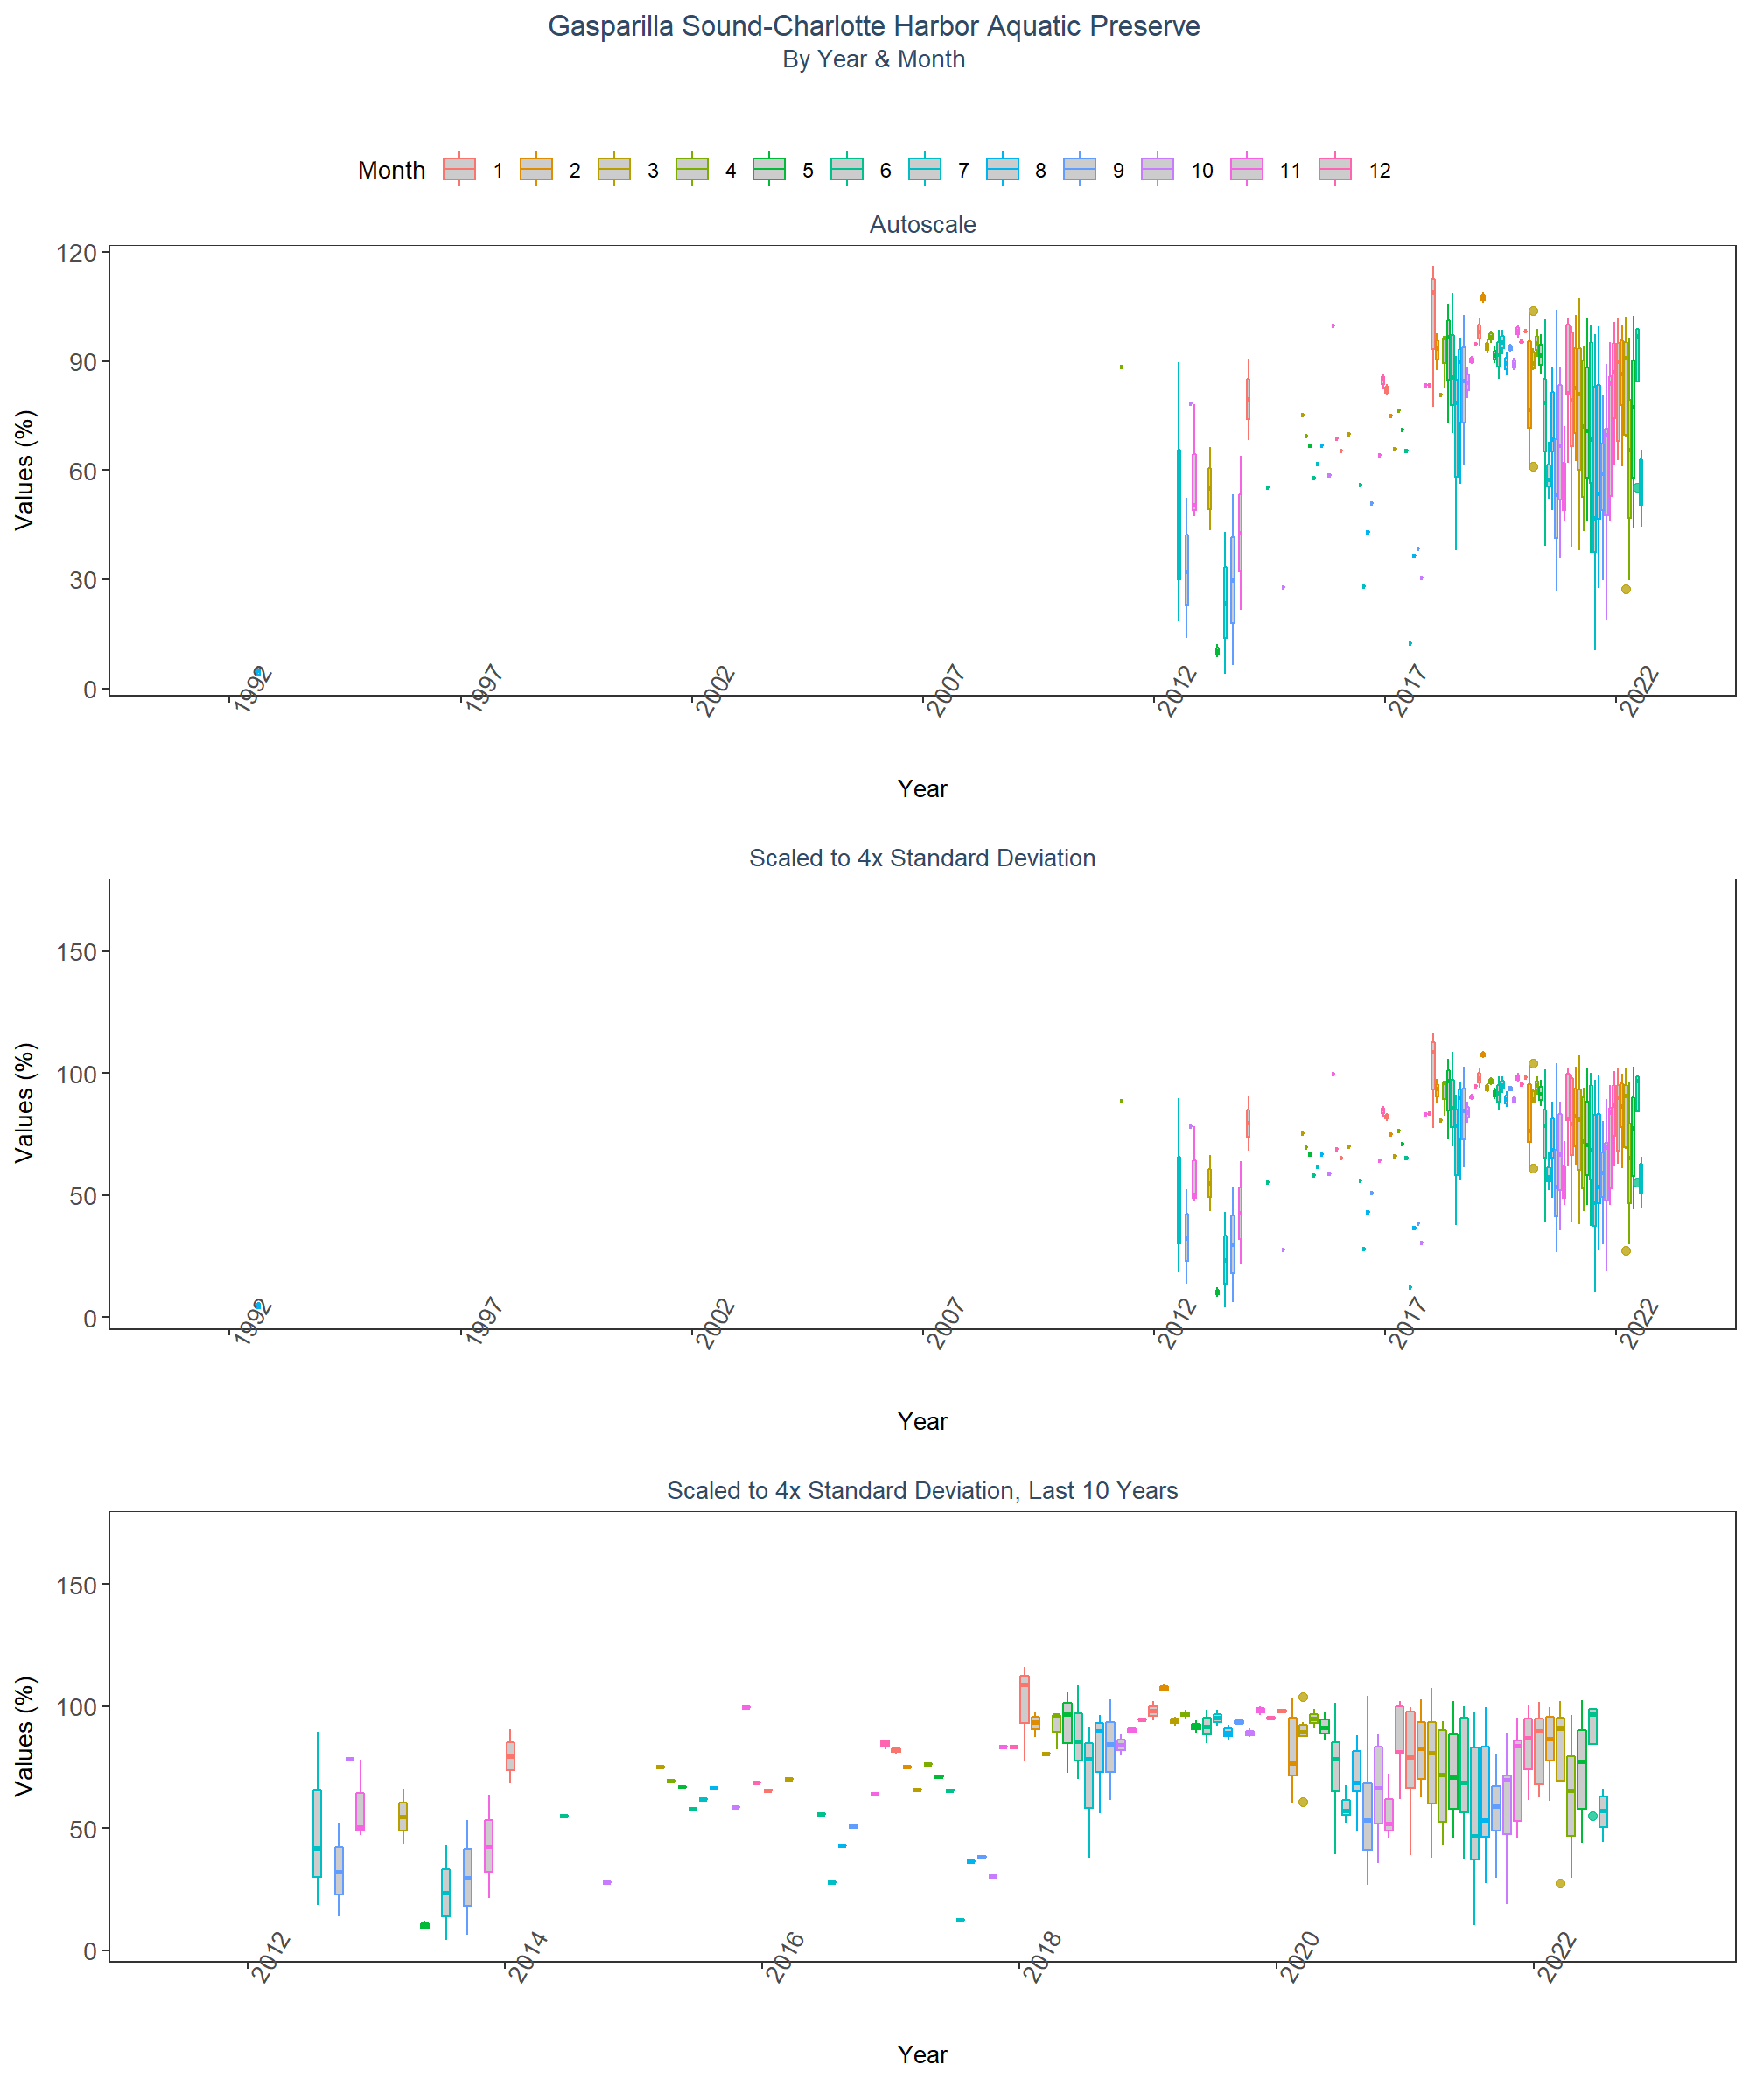 Gasparilla Sound-Charlotte Harbor Aquatic Preserve
By Year & Month
Month 1 2 3 4 5 6 7 8 9 10 11 12
Autoscale
Values (%)
120
90
60
30
0
1992 1997 2002 2007 2012 2017 2022
Year
Scaled to 4x Standard Deviation
Values (%)
150
100
50
0
1992 1997 2002 2007 2012 2017 2022
Year
Scaled to 4x Standard Deviation, Last 10 Years
Values (%)
150
100
50
0
2012 2014 2016 2018 2020 2022
Year